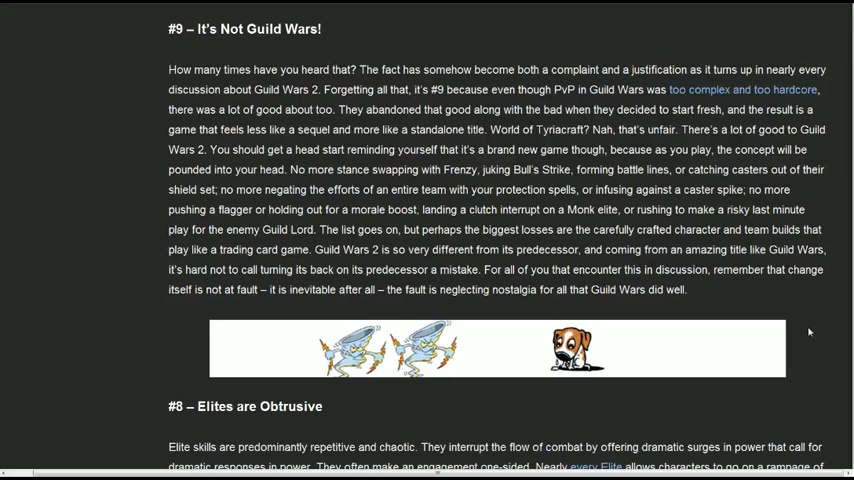 #9 – It's Not Guild Wars!
How many times have you heard that? The fact has somehow become both a complaint and a justification as it turns up in nearly every
discussion about Guild Wars 2. Forgetting all that, it's #9 because even though PvP in Guild Wars was too complex and too hardcore,
there was a lot of good about too. They abandoned that good along with the bad when they decided to start fresh, and the result is a
game that feels less like a sequel and more like a standalone title. World of Tyriacraft? Nah, that's unfair. There's a lot of good to Guild
Wars 2. You should get a head start reminding yourself that it's a brand new game though, because as you play, the concept will be
pounded into your head. No more stance swapping with Frenzy, juking Bull's Strike, forming battle lines, or catching casters out of their
shield set; no more negating the efforts of an entire team with your protection spells, or infusing against a caster spike; no more
pushing a flagger or holding out for a morale boost, landing a clutch interrupt on a Monk elite, or rushing to make a risky last minute
play for the enemy Guild Lord. The list goes on, but perhaps the biggest losses are the carefully crafted character and team builds that
play like a trading card game. Guild Wars 2 is so very different from its predecessor, and coming from an amazing title like Guild Wars,
it's hard not to call turning its back on its predecessor a mistake. For all of you that encounter this in discussion, remember that change
itself is not at fault – it is inevitable after all – the fault is neglecting nostalgia for all that Guild Wars did well.
#8 – Elites are Obtrusive
Elite skills are predominantly repetitive and chaotic. They interrupt the flow of combat by offering dramatic surges in power that call for
dramatic responses in power. They often make an engagement one-sided. Nearly every Elite allows characters to go on a rampage of